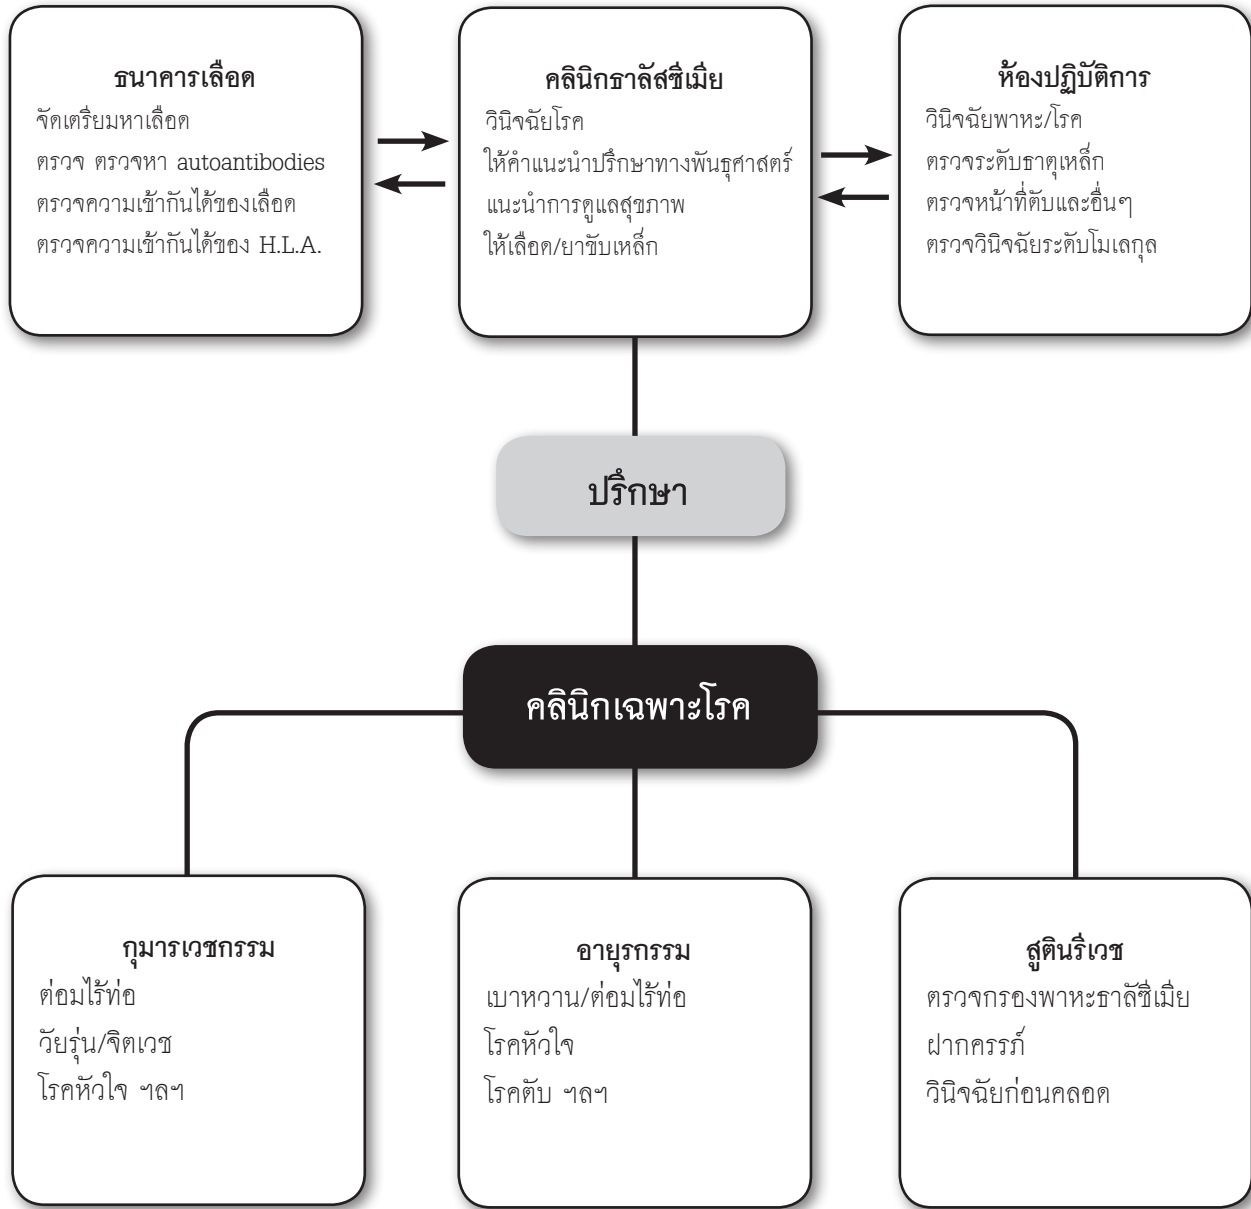 ธนาคารเลือด
จัดเตรียมหาเลือด
ตรวจ ตรวจหา autoantibodies
ตรวจความเข้ากันได้ของเลือด
ตรวจความเข้ากันได้ของ H.L.A.
คลินิกธาลัสซีเมีย
วินิจฉัยโรค
ให้คำแนะนำปรึกษาทางพันธุศาสตร์
แนะนำการดูแลสุขภาพ
ให้เลือด/ยาขับเหล็ก
ห้องปฏิบัติการ
วินิจฉัยพาหะ/โรค
ตรวจระดับธาตุเหล็ก
ตรวจหน้าที่ตับและอื่นๆ
ตรวจวินิจฉัยระดับโมเลกุล
ปรึกษา
คลินิกเฉพาะโรค
กุมารเวชกรรม
ต่อมไร้ท่อ
วัยรุ่น/จิตเวช
โรคหัวใจ ฯลฯ
อายุรกรรม
เบาหวาน/ต่อมไร้ท่อ
โรคหัวใจ
โรคตับ ฯลฯ
สูตินรีเวช
ตรวจกรองพาหะธาลัซีเมีย
ฝากครรภ์
วินิจฉัยก่อนคลอด